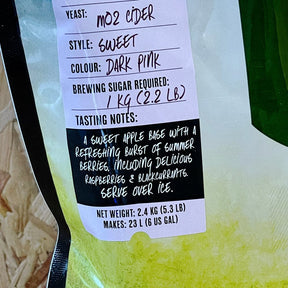 YEAST: M02 CIDER
STYLE: SWEET
COLOUR: DARK PINK
BREWING SUGAR REQUIRED:
1 KG (2.2 LB)
TASTING NOTES:
A SWEET APPLE BASE WITH A
REFRESHING BURST OF SUMMER
BERRIES, INCLUDING DELICIOUS
RASPBERRIES & BLACKCURRANTS.
SERVE OVER ICE.
NET WEIGHT: 2.4 KG (5.3 LB)
MAKES: 23 L (6 US GAL)